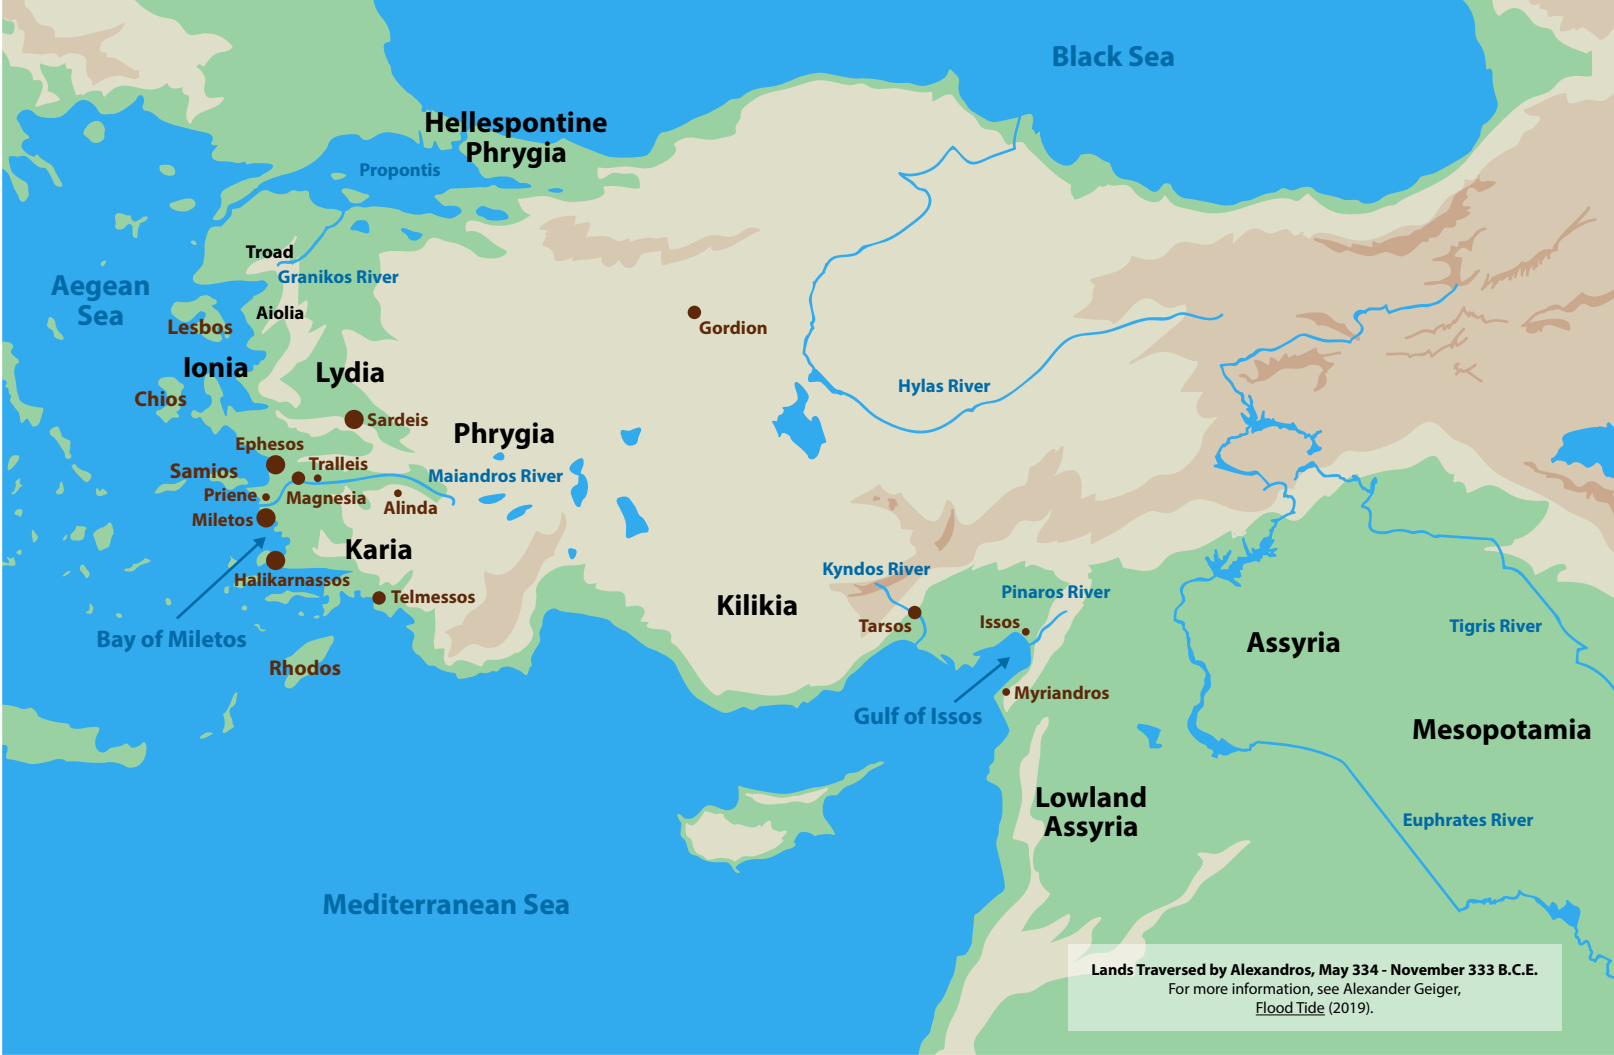 Black Sea
Hellespontine
Phrygia
Propontis
Troad
Granikos River
Aegean
Sea
Aiolia
Lesbos
Gordion
Ionia
Lydia
Hylas River
Chios
Sardeis
Phrygia
Ephesos
Tralleis
Samios
Maiandros River
Priene
Magnesia
Alinda
Miletos
Karia
Kyndos River
Halikarnassos
Pinaros River
Telmessos
Kilikia
Issos
Tarsos
Tigris River
Bay of Miletos
Assyria
Rhodos
Myriandros
Gulf of Issos
Mesopotamia
Lowland
Assyria
Euphrates River
Mediterranean Sea
Lands Traversed by Alexandros, May 334 - November 333 B.C.E.
For more information, see Alexander Geiger,
Flood Tide (2019).